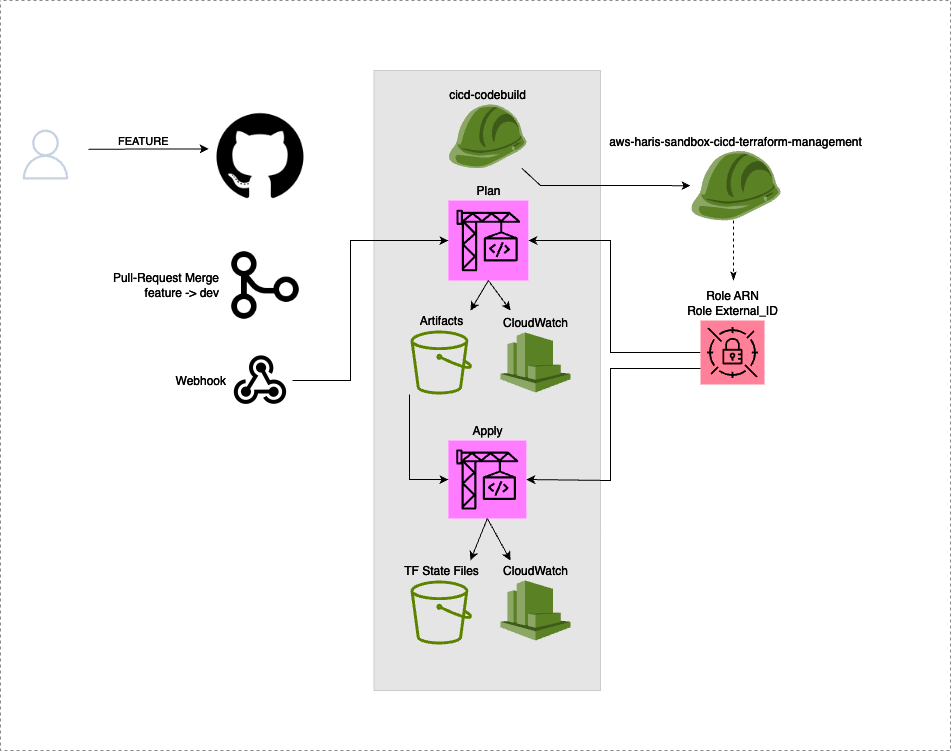 cicd-codebuild
FEATURE
aws-haris-sandbox-cicd-terraform-management
Plan
</>
Pull-Request Merge
feature -> dev
Role ARN
Role External_ID
Artifacts
CloudWatch
Webhook
Apply
</>
TF State Files
CloudWatch